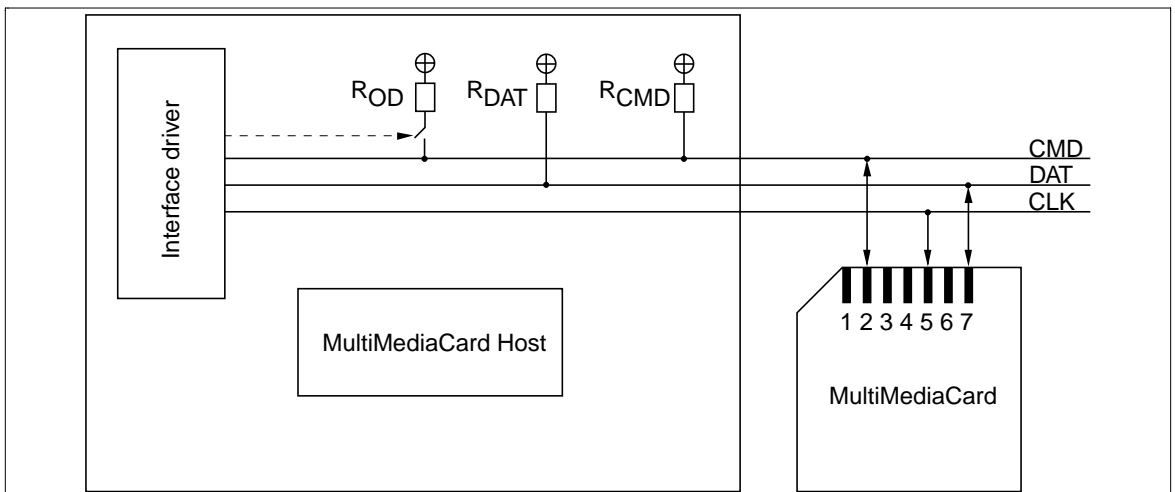 R_OD R_DAT R_CMD
Interface driver
CMD
DAT
CLK
1 2 3 4 5 6 7
MultiMediaCard Host
MultiMediaCard